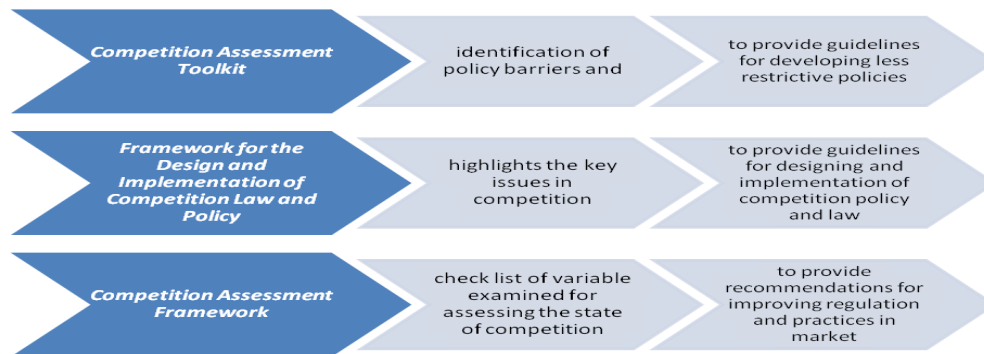 Competition Assessment
Toolkit
identification of
policy barriers and
to provide guidelines
for developing less
restrictive policies
Framework for the
Design and
Implementation of
Competition Law and
Policy
highlights the key
issues in
competition
to provide guidelines
for designing and
implementation of
competition policy
and law
Competition Assessment
Framework
check list of variable
examined for
assessing the state
of competition
to provide
recommendations for
improving regulation
and practices in
market